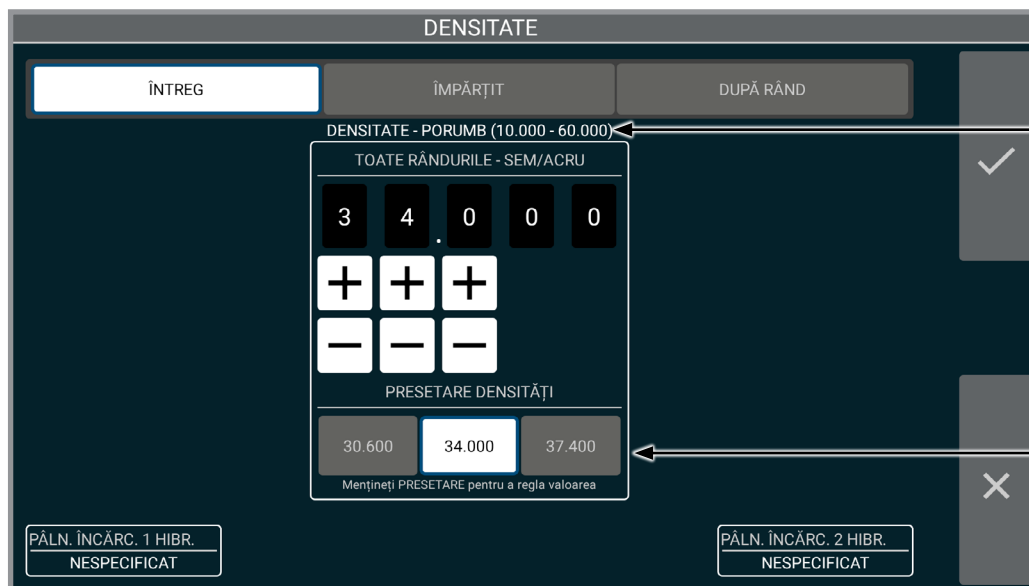 DENSITATE
ÎNTREG ÎMPĂRȚIT DUPĂ RÂND
DENSITATE - PORUMB (10.000 - 60.000)
TOATE RÂNDURILE - SEM/ACRU
3 4 . 0 0 0
PRESETARE DENSITĂȚI
30.600 34.000 37.400
Mențineți PRESETARE pentru a regla valoarea
PÂLN. ÎNCĂRC. 1 HIBR.
NESPECIFICAT
PÂLN. ÎNCĂRC. 2 HIBR.
NESPECIFICAT